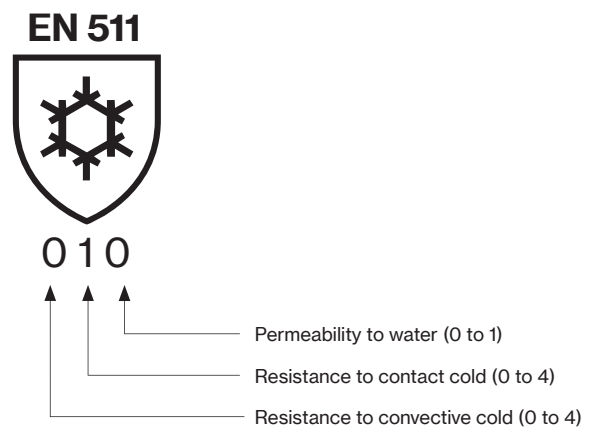 EN 511
0 1 0
Permeability to water (0 to 1)
Resistance to contact cold (0 to 4)
Resistance to convective cold (0 to 4)